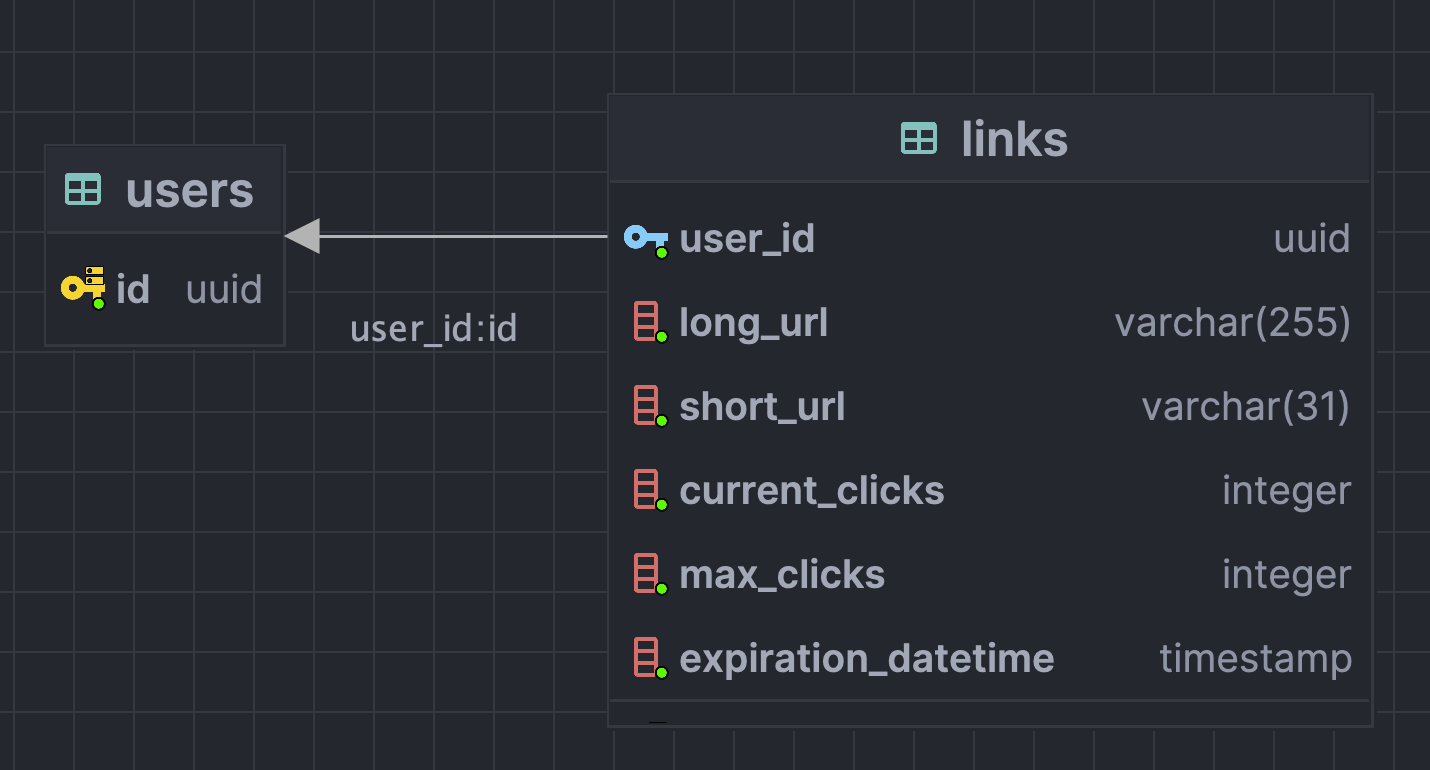 users
id uuid
user_id:id
links
user_id uuid
long_url varchar(255)
short_url varchar(31)
current_clicks integer
max_clicks integer
expiration_datetime timestamp